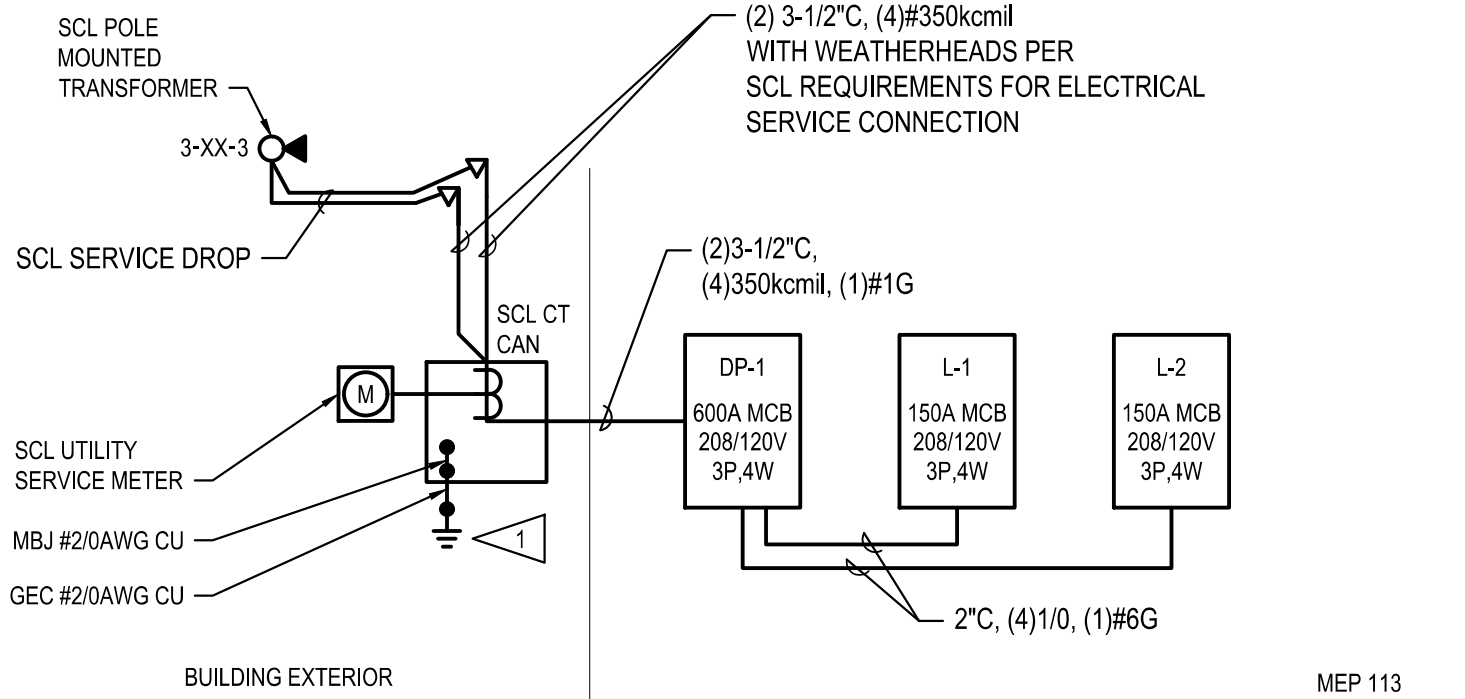 SCL POLE
MOUNTED
TRANSFORMER
3-XX-3
(2) 3-1/2"C, (4)#350kcmil
WITH WEATHERHEADS PER
SCL REQUIREMENTS FOR ELECTRICAL
SERVICE CONNECTION
SCL SERVICE DROP
(2)3-1/2"C,
(4)350kcmil, (1)#1G
SCL CT
CAN
M
SCL UTILITY
SERVICE METER
MBJ #2/0AWG CU
GEC #2/0AWG CU
1
DP-1
600A MCB
208/120V
3P,4W
L-1
150A MCB
208/120V
3P,4W
L-2
150A MCB
208/120V
3P,4W
2"C, (4)1/0, (1)#6G
BUILDING EXTERIOR
MEP 113